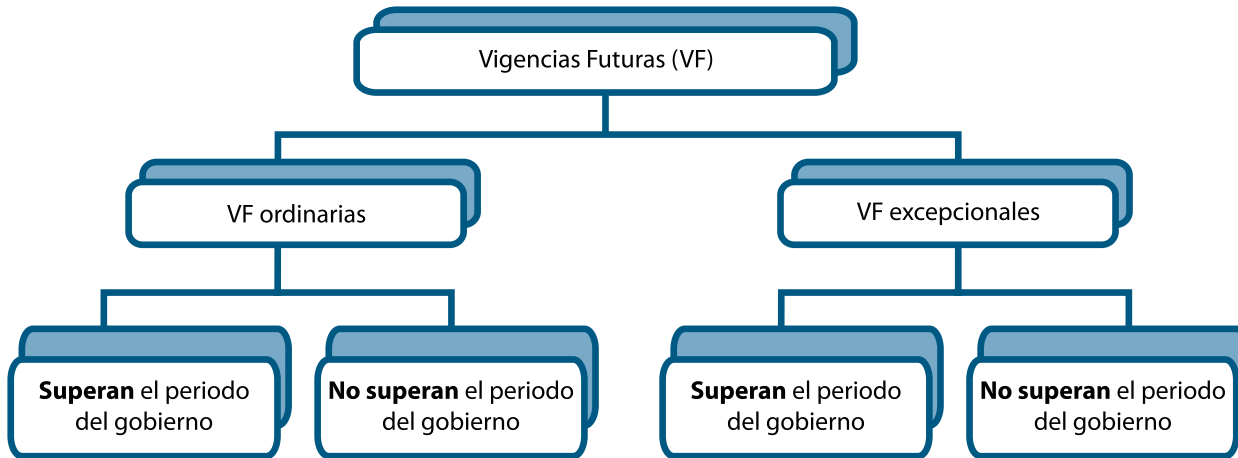 Vigencias Futuras (VF)
VF ordinarias
VF excepcionales
Superan el periodo
del gobierno
No superan el periodo
del gobierno
Superan el periodo
del gobierno
No superan el periodo
del gobierno